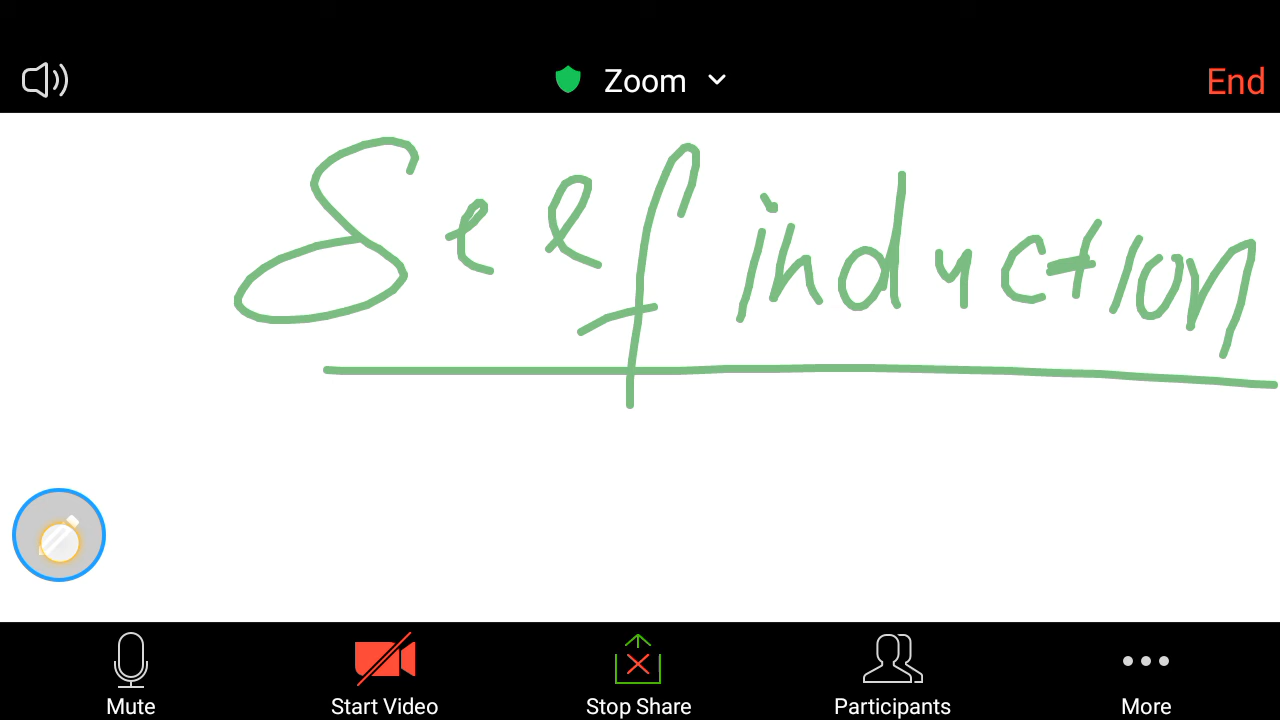 Zoom
End
Self induction
Mute
Start Video
Stop Share
Participants
More